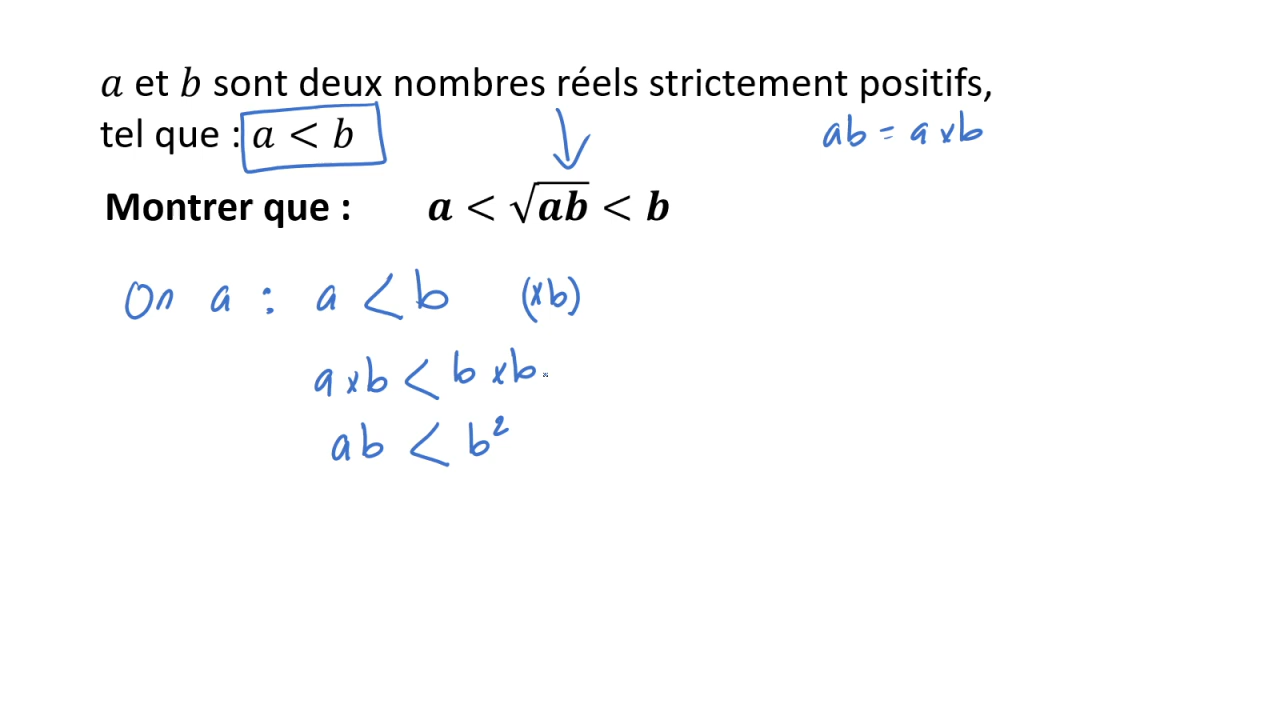 a et b sont deux nombres réels strictement positifs,
tel que : a < b
ab = a × b
Montrer que : a < √ab < b
On a : a < b (×b)
a × b < b × b
ab < b²